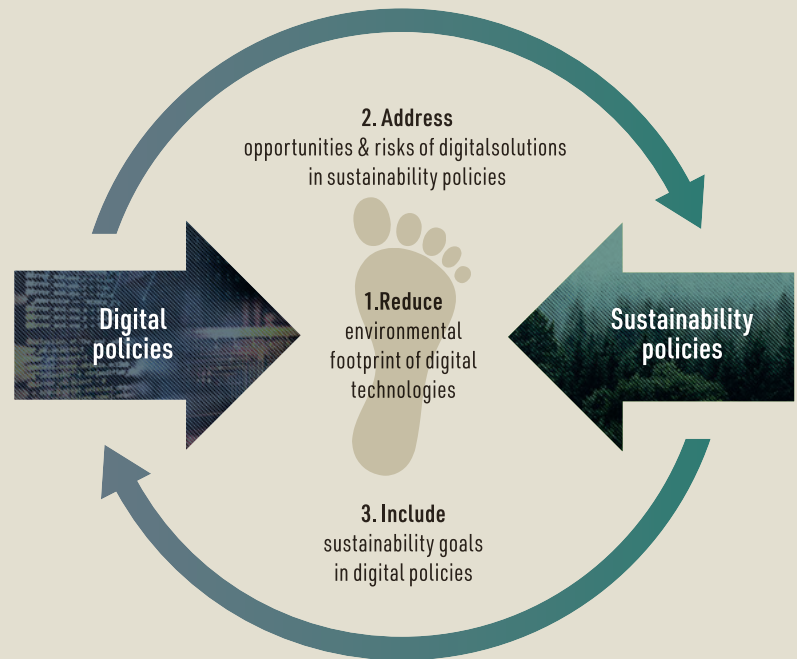 2. Address
opportunities & risks of digitalsolutions
in sustainability policies
Digital
policies
1.Reduce
environmental
footprint of digital
technologies
Sustainability
policies
3. Include
sustainability goals
in digital policies